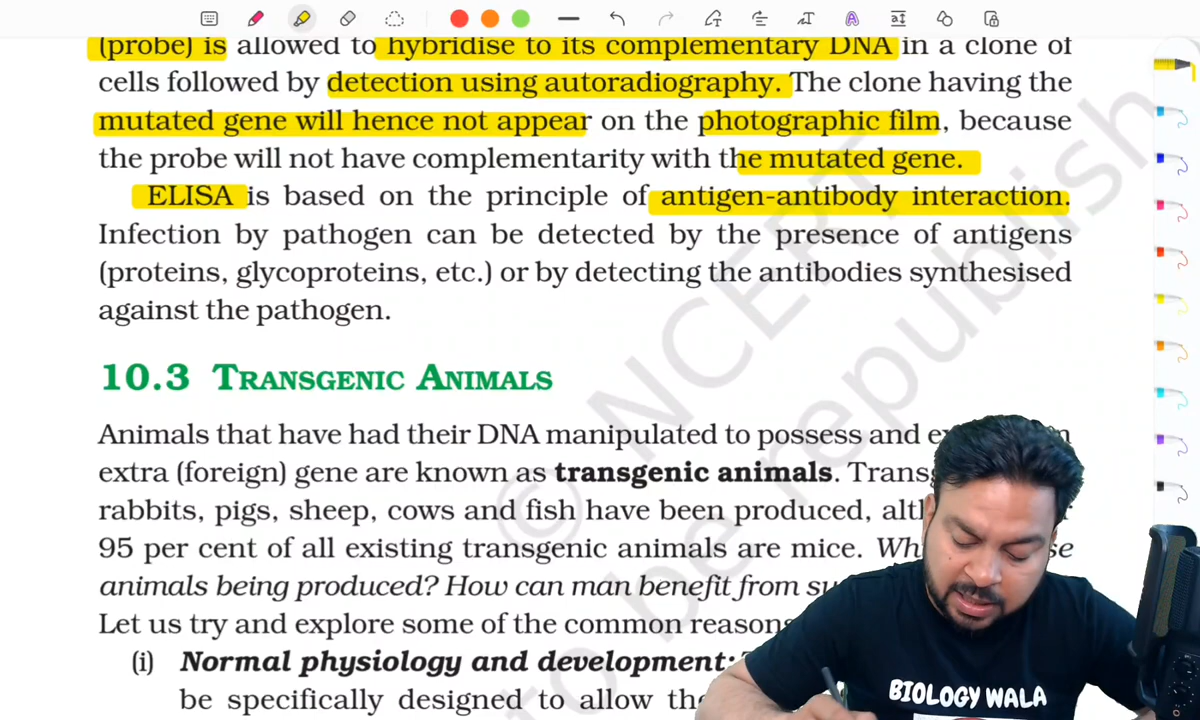 (probe) is allowed to hybridise to its complementary DNA in a clone of
cells followed by detection using autoradiography. The clone having the
mutated gene will hence not appear on the photographic film, because
the probe will not have complementarity with the mutated gene.
ELISA is based on the principle of antigen-antibody interaction.
Infection by pathogen can be detected by the presence of antigens
(proteins, glycoproteins, etc.) or by detecting the antibodies synthesised
against the pathogen.
10.3 TRANSGENIC ANIMALS
Animals that have had their DNA manipulated to possess and
extra (foreign) gene are known as transgenic animals.
rabbits, pigs, sheep, cows and fish have been produced,
95 per cent of all existing transgenic animals are mice.
animals being produced? How can man benefit from
Let us try and explore some of the common reasons
(i) Normal physiology and development:
be specifically designed to allow
© NCERT
to be republish
BIOLOGY WALA